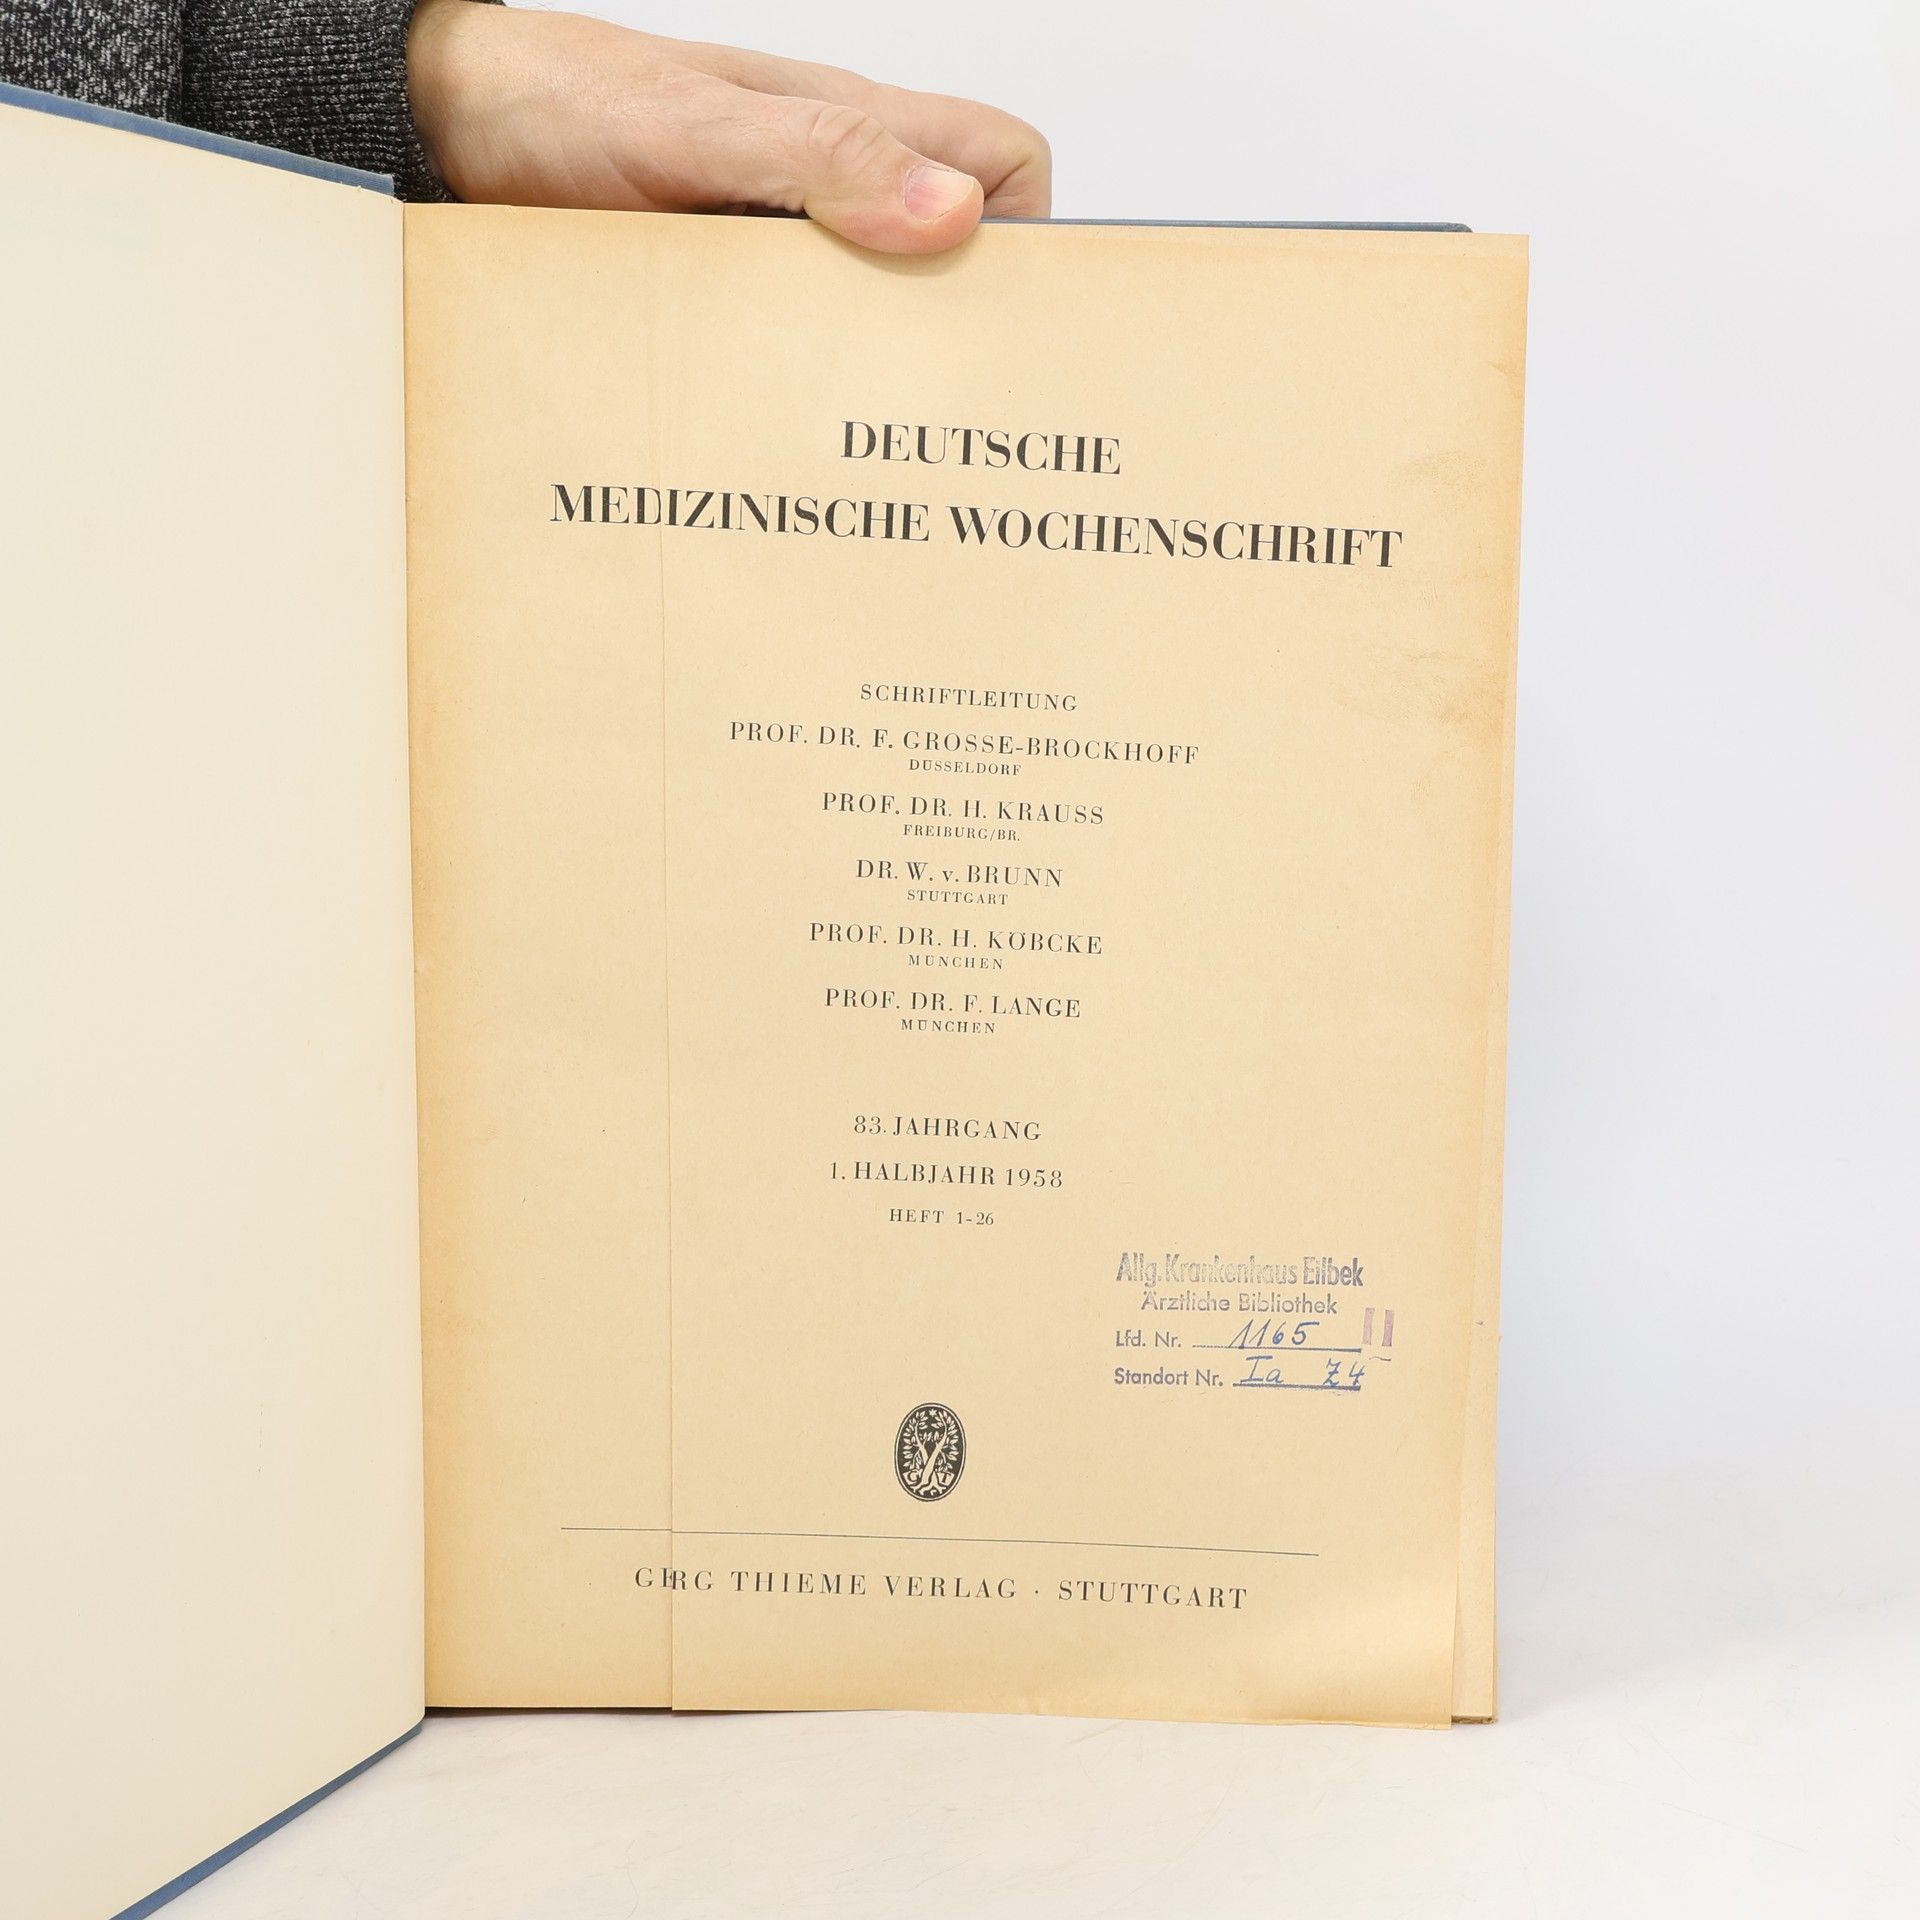 DEUTSCHE
MEDIZINISCHE WOCHENSCHRIFT
SCHRIFTLEITUNG
PROF. DR. F. GROSSE-BROCKHOFF
DÜSSELDORF
PROF. DR. H. KRAUSS
FREIBURG/BR.
DR. W. v. BRUNN
STUTTGART
PROF. DR. H. KÖBCKE
MÜNCHEN
PROF. DR. F. LANGE
MÜNCHEN
83. JAHRGANG
1. HALBJAHR 1958
HEFT 1-26
Allg. Krankenhaus Eilbek
Ärztliche Bibliothek
Lfd. Nr. 1165 II
Standort Nr. Ia Z4
G T
GERG THIEME VERLAG · STUTTGART